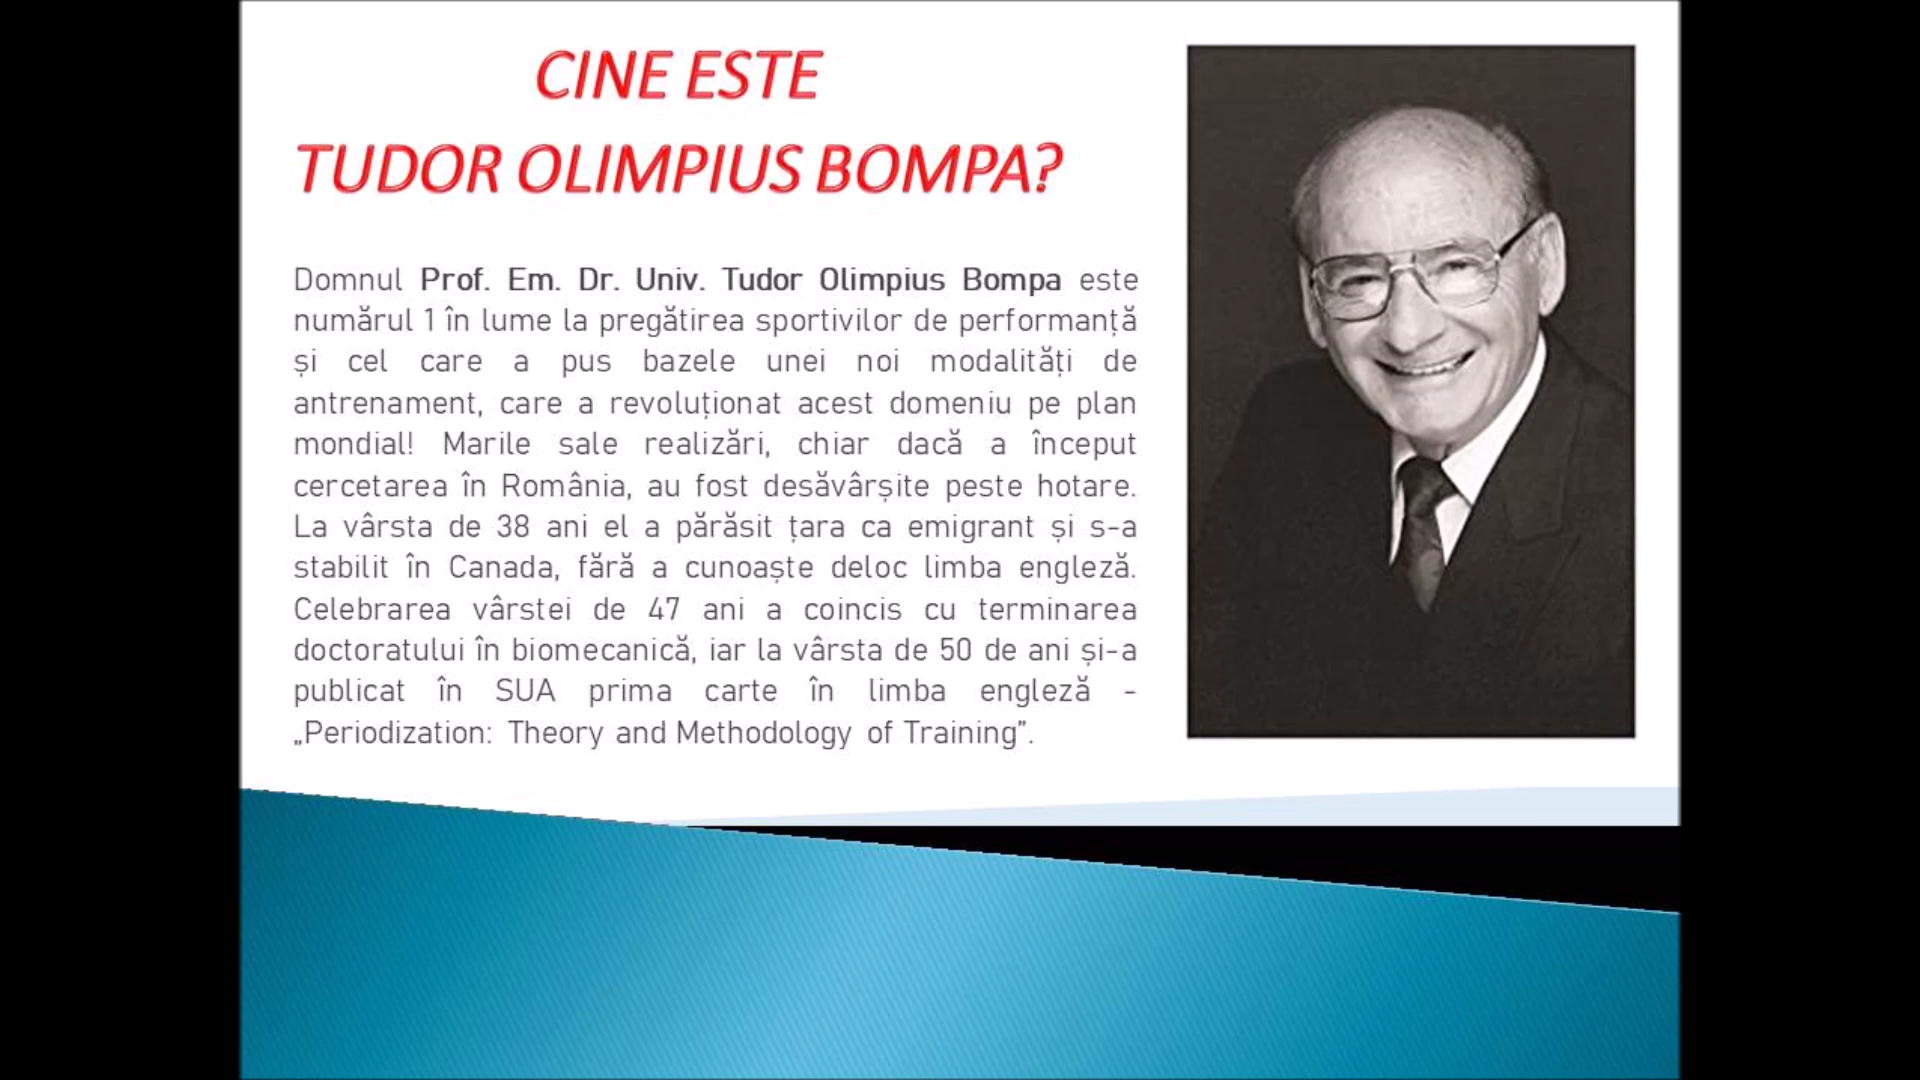 CINE ESTE
TUDOR OLIMPIUS BOMPA?
Domnul Prof. Em. Dr. Univ. Tudor Olimpius Bompa este
numărul 1 în lume la pregătirea sportivilor de performanță
și cel care a pus bazele unei noi modalități de
antrenament, care a revoluționat acest domeniu pe plan
mondial! Marile sale realizări, chiar dacă a început
cercetarea în România, au fost desăvârșite peste hotare.
La vârsta de 38 ani el a părăsit țara ca emigrant și s-a
stabilit în Canada, fără a cunoaște deloc limba engleză.
Celebrarea vârstei de 47 ani a coincis cu terminarea
doctoratului în biomecanică, iar la vârsta de 50 de ani și-a
publicat în SUA prima carte în limba engleză -
„Periodization: Theory and Methodology of Training”.